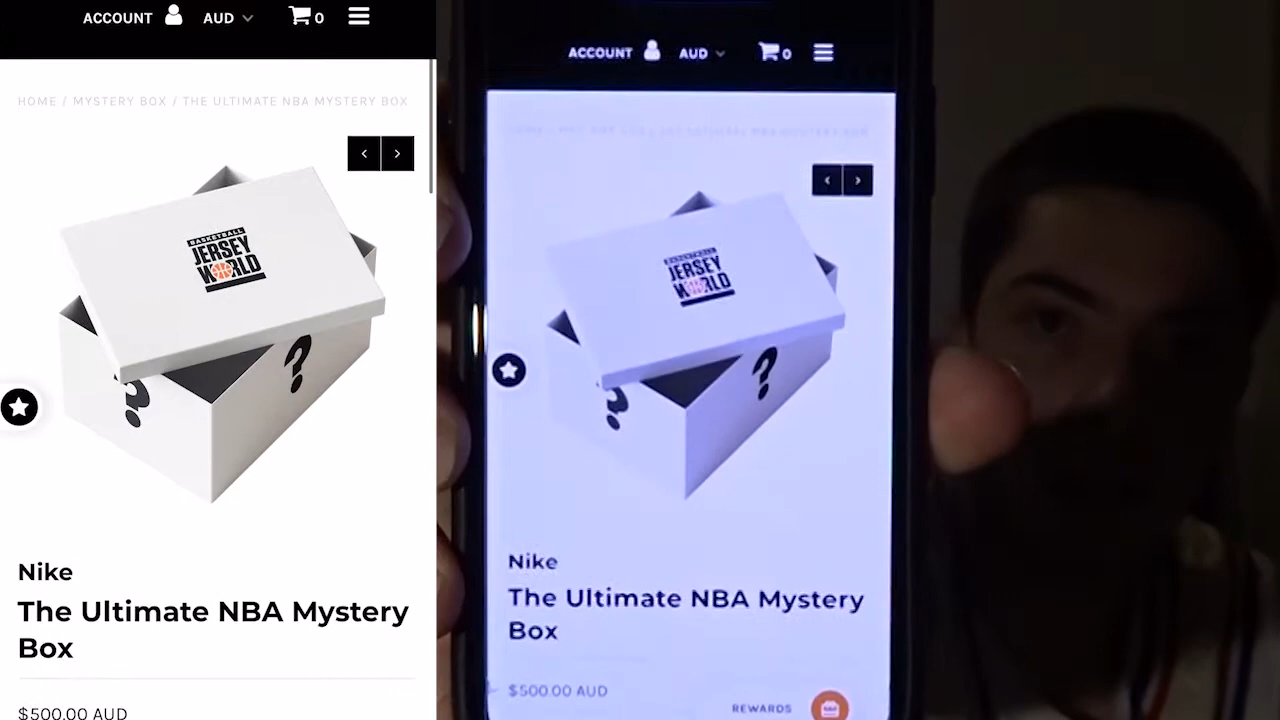 ACCOUNT AUD 0
HOME / MYSTERY BOX / THE ULTIMATE NBA MYSTERY BOX
BASKETBALL
JERSEY
WORLD
?
?
Nike
The Ultimate NBA Mystery
Box
$500.00 AUD
ACCOUNT AUD 0
BASKETBALL
JERSEY
WORLD
?
?
Nike
The Ultimate NBA Mystery
Box
$500.00 AUD
REWARDS